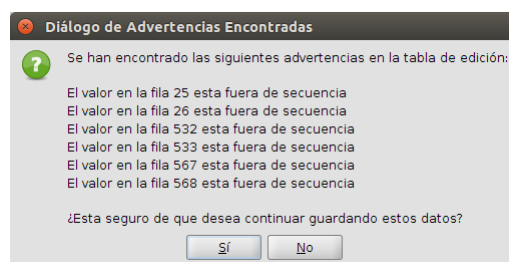 Diálogo de Advertencias Encontradas
Se han encontrado las siguientes advertencias en la tabla de edición:
El valor en la fila 25 esta fuera de secuencia
El valor en la fila 26 esta fuera de secuencia
El valor en la fila 532 esta fuera de secuencia
El valor en la fila 533 esta fuera de secuencia
El valor en la fila 567 esta fuera de secuencia
El valor en la fila 568 esta fuera de secuencia
¿Esta seguro de que desea continuar guardando estos datos?
Sí No